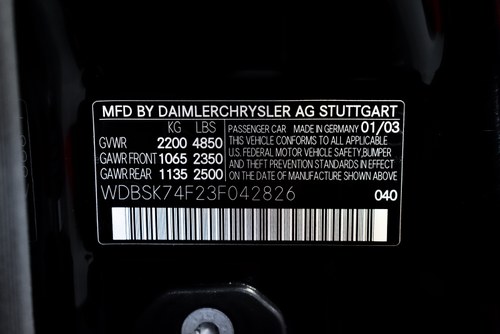 MFD BY DAIMLERCHRYSLER AG STUTTGART
KG LBS
GVWR 2200 4850
GAWR FRONT 1065 2350
GAWR REAR 1135 2500
PASSENGER CAR MADE IN GERMANY 01/03
THIS VEHICLE CONFORMS TO ALL APPLICABLE
U.S. FEDERAL MOTOR VEHICLE SAFETY,BUMPER
AND THEFT PREVENTION STANDARDS IN EFFECT
ON THE DATE OF MANUFACTURE SHOWN ABOVE
WDBSK74F23F042826 040